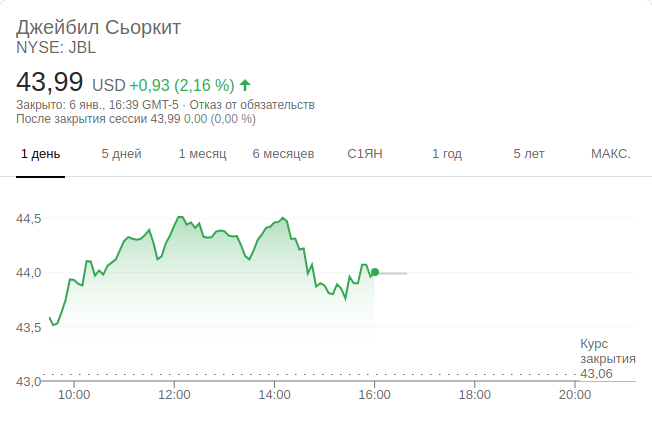 Джейбил Сьоркит
NYSE: JBL
43,99 USD +0,93 (2,16 %)
Закрыто: 6 янв., 16:39 GMT-5 · Отказ от обязательств
После закрытия сессии 43,99 0,00 (0,00 %)
1 день 5 дней 1 месяц 6 месяцев С1ЯН 1 год 5 лет МАКС.
44,5
44,0
43,5
Курс
закрытия
43,06
43,0
10:00 12:00 14:00 16:00 18:00 20:00